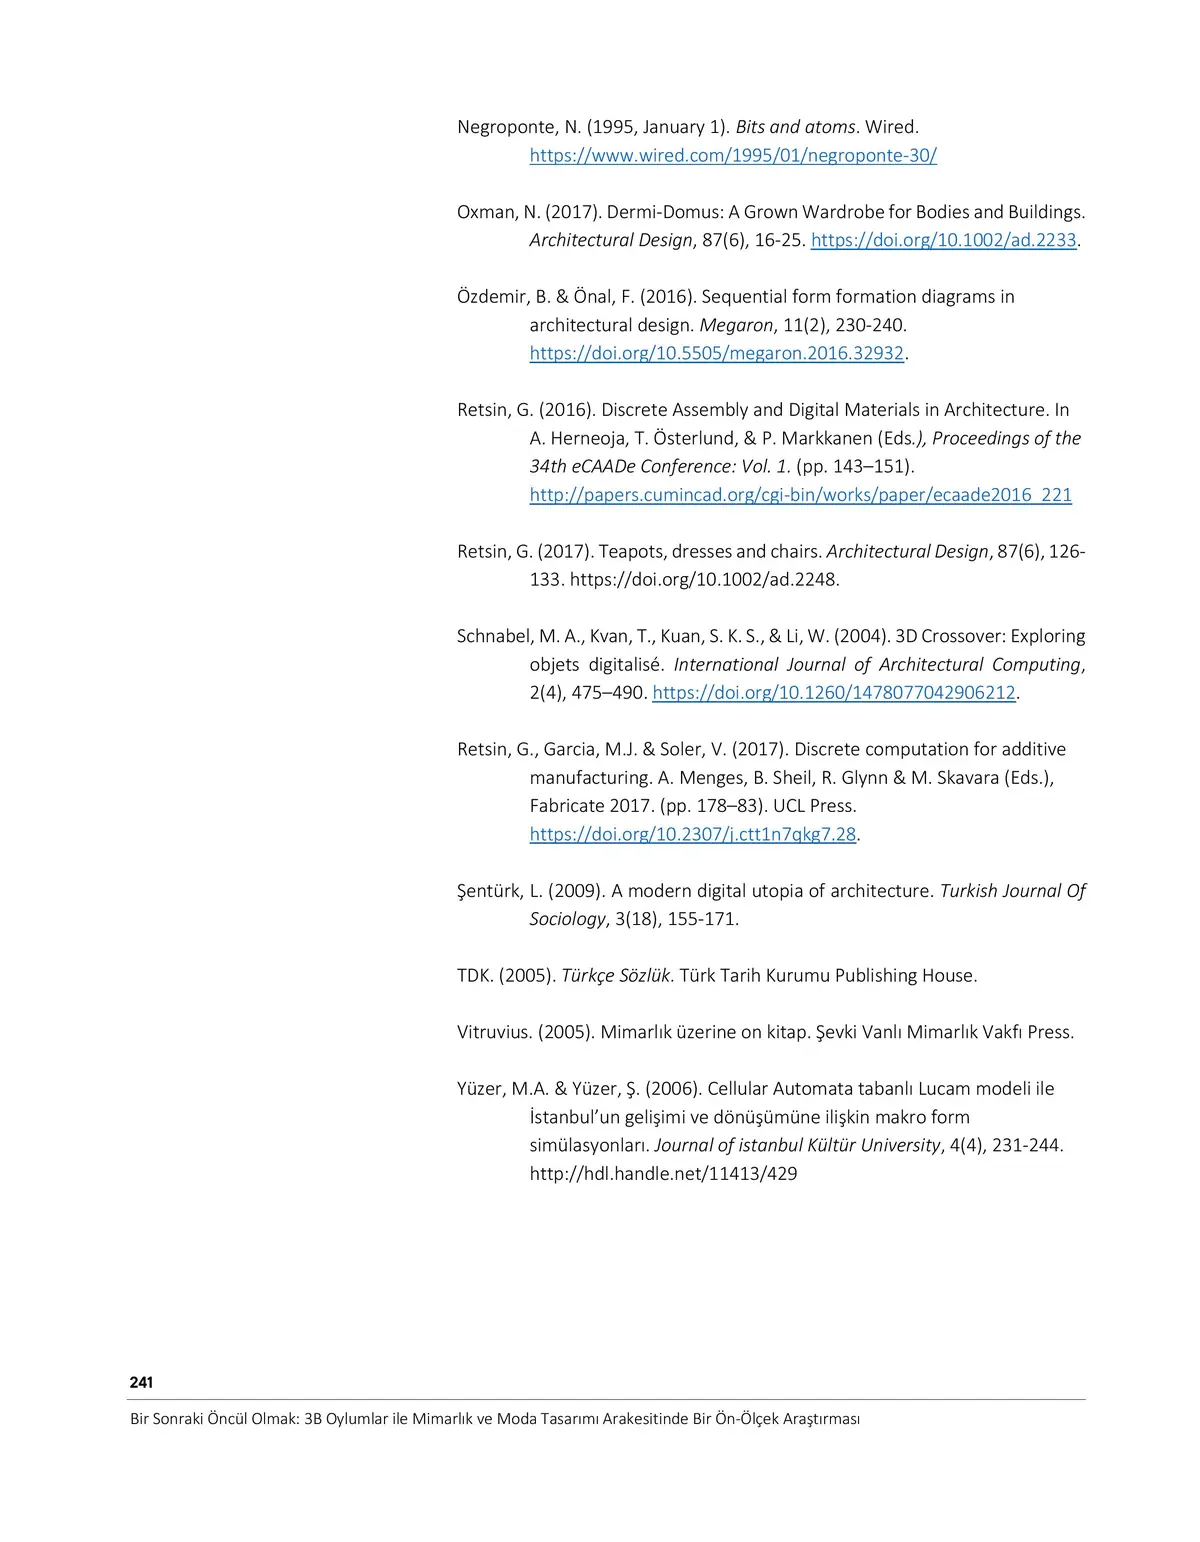 Negroponte, N. (1995, January 1). Bits and atoms. Wired.
https://www.wired.com/1995/01/negroponte-30/
Oxman, N. (2017). Dermi-Domus: A Grown Wardrobe for Bodies and Buildings.
Architectural Design, 87(6), 16-25. https://doi.org/10.1002/ad.2233.
Özdemir, B. & Önal, F. (2016). Sequential form formation diagrams in
architectural design. Megaron, 11(2), 230-240.
https://doi.org/10.5505/megaron.2016.32932.
Retsin, G. (2016). Discrete Assembly and Digital Materials in Architecture. In
A. Herneoja, T. Österlund, & P. Markkanen (Eds.), Proceedings of the
34th eCAADe Conference: Vol. 1. (pp. 143–151).
http://papers.cumincad.org/cgi-bin/works/paper/ecaade2016_221
Retsin, G. (2017). Teapots, dresses and chairs. Architectural Design, 87(6), 126-
133. https://doi.org/10.1002/ad.2248.
Schnabel, M. A., Kvan, T., Kuan, S. K. S., & Li, W. (2004). 3D Crossover: Exploring
objets digitalisé. International Journal of Architectural Computing,
2(4), 475–490. https://doi.org/10.1260/1478077042906212.
Retsin, G., Garcia, M.J. & Soler, V. (2017). Discrete computation for additive
manufacturing. A. Menges, B. Sheil, R. Glynn & M. Skavara (Eds.),
Fabricate 2017. (pp. 178–83). UCL Press.
https://doi.org/10.2307/j.ctt1n7qkg7.28.
Şentürk, L. (2009). A modern digital utopia of architecture. Turkish Journal Of
Sociology, 3(18), 155-171.
TDK. (2005). Türkçe Sözlük. Türk Tarih Kurumu Publishing House.
Vitruvius. (2005). Mimarlık üzerine on kitap. Şevki Vanlı Mimarlık Vakfı Press.
Yüzer, M.A. & Yüzer, Ş. (2006). Cellular Automata tabanlı Lucam modeli ile
İstanbul’un gelişimi ve dönüşümüne ilişkin makro form
simülasyonları. Journal of istanbul Kültür University, 4(4), 231-244.
http://hdl.handle.net/11413/429
241
Bir Sonraki Öncül Olmak: 3B Oylumlar ile Mimarlık ve Moda Tasarımı Arakesitinde Bir Ön-Ölçek Araştırması